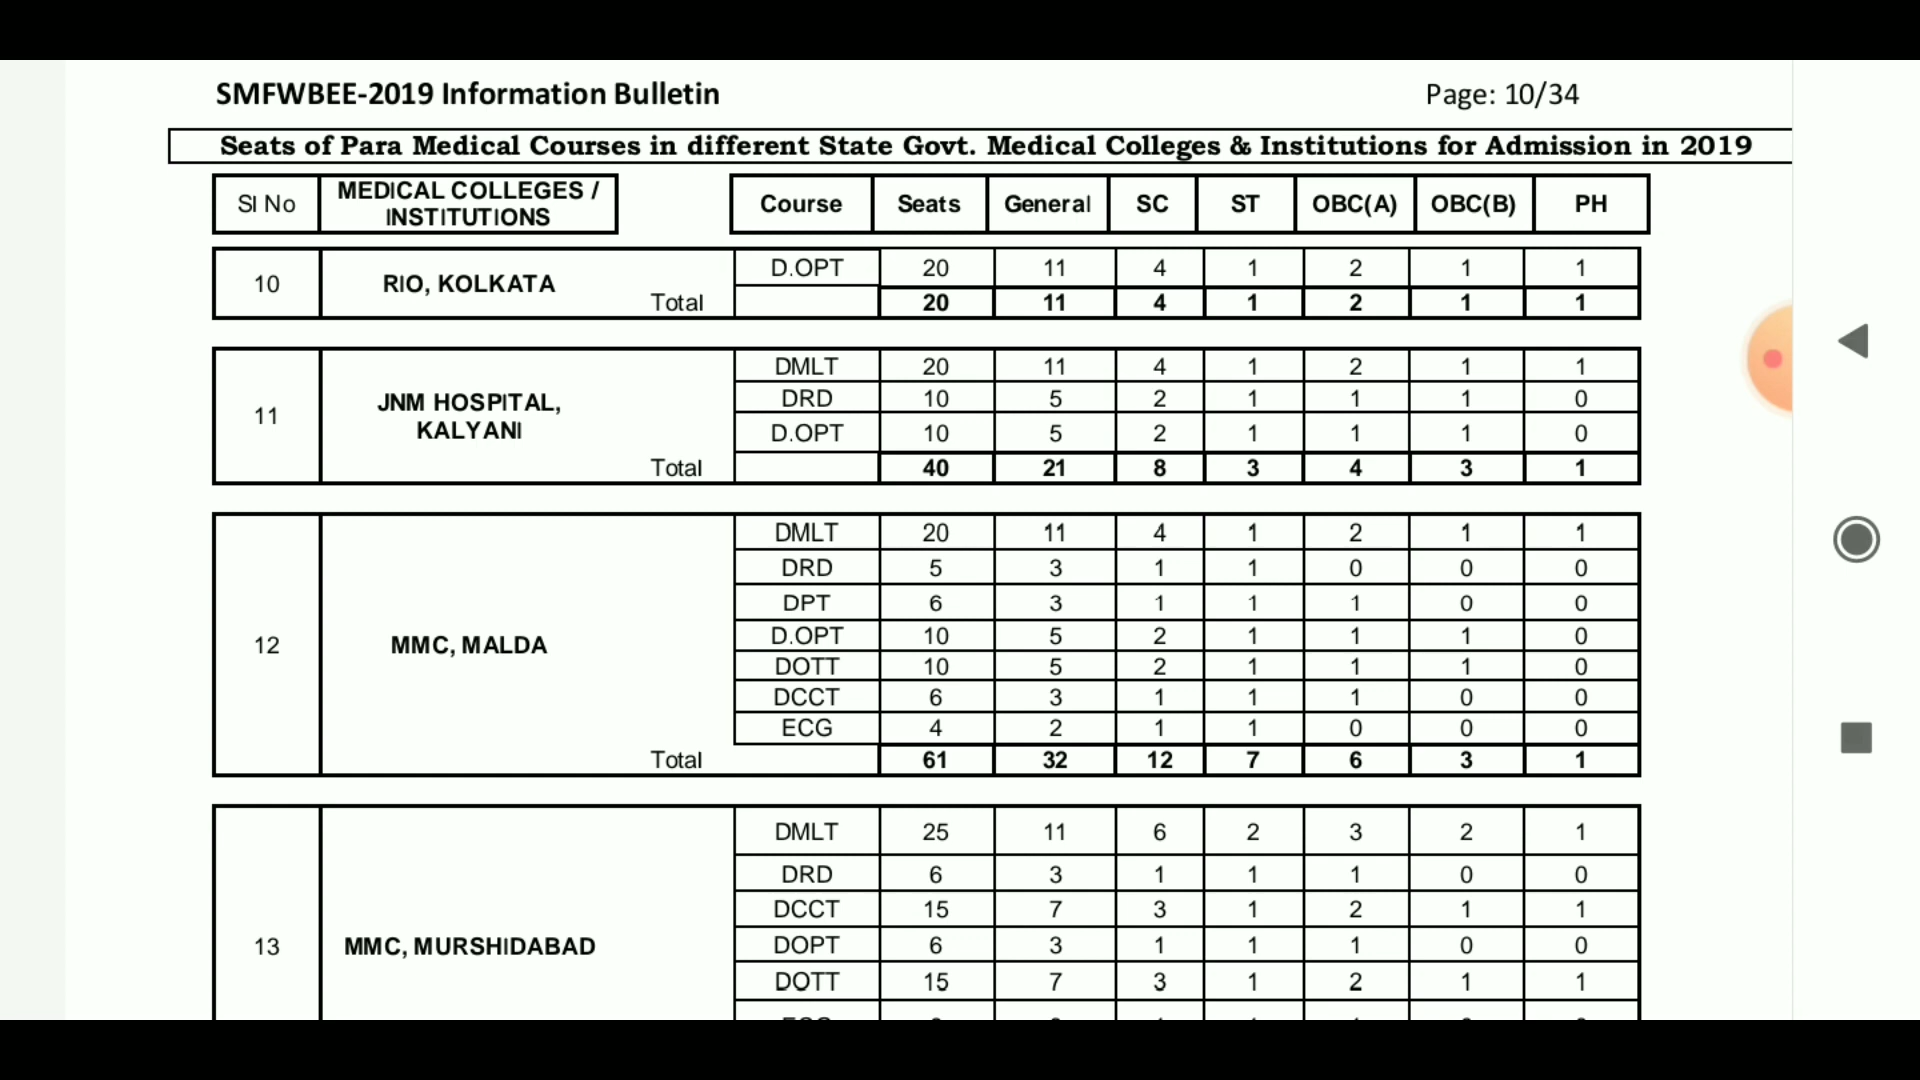 SMFWBEE-2019 Information Bulletin Page: 10/34
Seats of Para Medical Courses in different State Govt. Medical Colleges & Institutions for Admission in 2019
SI No MEDICAL COLLEGES / INSTITUTIONS Course Seats General SC ST OBC(A) OBC(B) PH
10 RIO, KOLKATA D.OPT 20 11 4 1 2 1 1
Total 20 11 4 1 2 1 1
DMLT 20 11 4 1 2 1 1
DRD 10 5 2 1 1 1 0
11 JNM HOSPITAL, KALYANI D.OPT 10 5 2 1 1 1 0
Total 40 21 8 3 4 3 1
DMLT 20 11 4 1 2 1 1
DRD 5 3 1 1 0 0 0
DPT 6 3 1 1 1 0 0
12 MMC, MALDA D.OPT 10 5 2 1 1 1 0
DOTT 10 5 2 1 1 1 0
DCCT 6 3 1 1 1 0 0
ECG 4 2 1 1 0 0 0
Total 61 32 12 7 6 3 1
DMLT 25 11 6 2 3 2 1
DRD 6 3 1 1 1 0 0
DCCT 15 7 3 1 2 1 1
13 MMC, MURSHIDABAD DOPT 6 3 1 1 1 0 0
DOTT 15 7 3 1 2 1 1